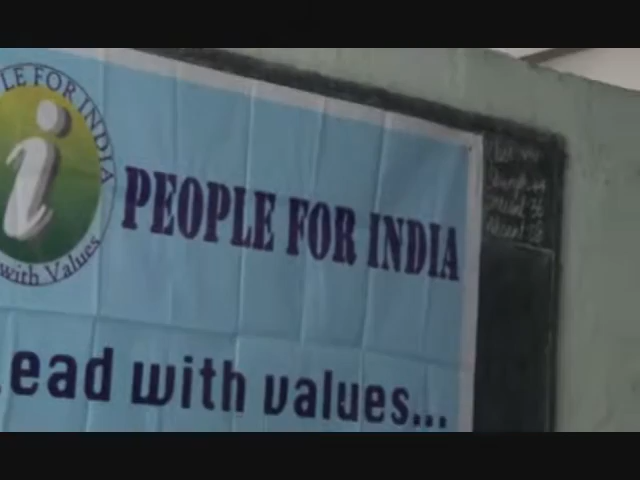 LE FOR INDIA
i
with Values
PEOPLE FOR INDIA
ead with values...